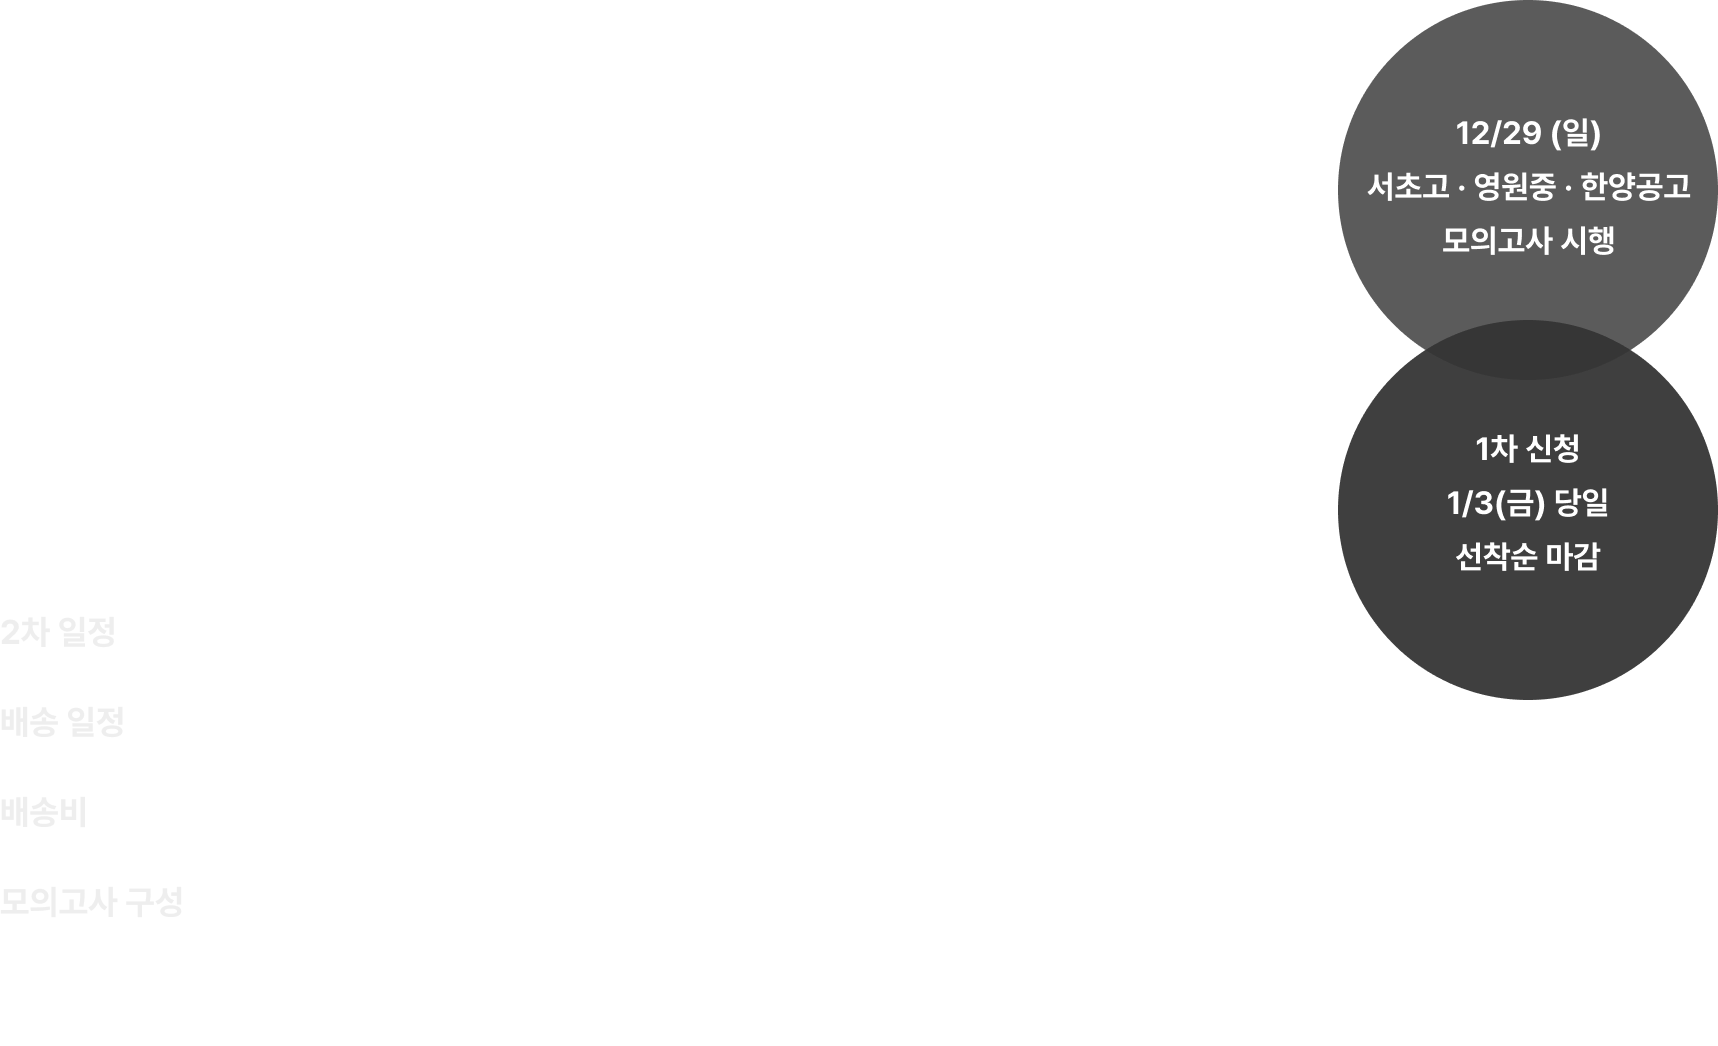 12/29 (일)
서초고 · 영원중 · 한양공고
모의고사 시행
1차 신청
1/3(금) 당일
선착순 마감
2차 일정
배송 일정
배송비
모의고사 구성